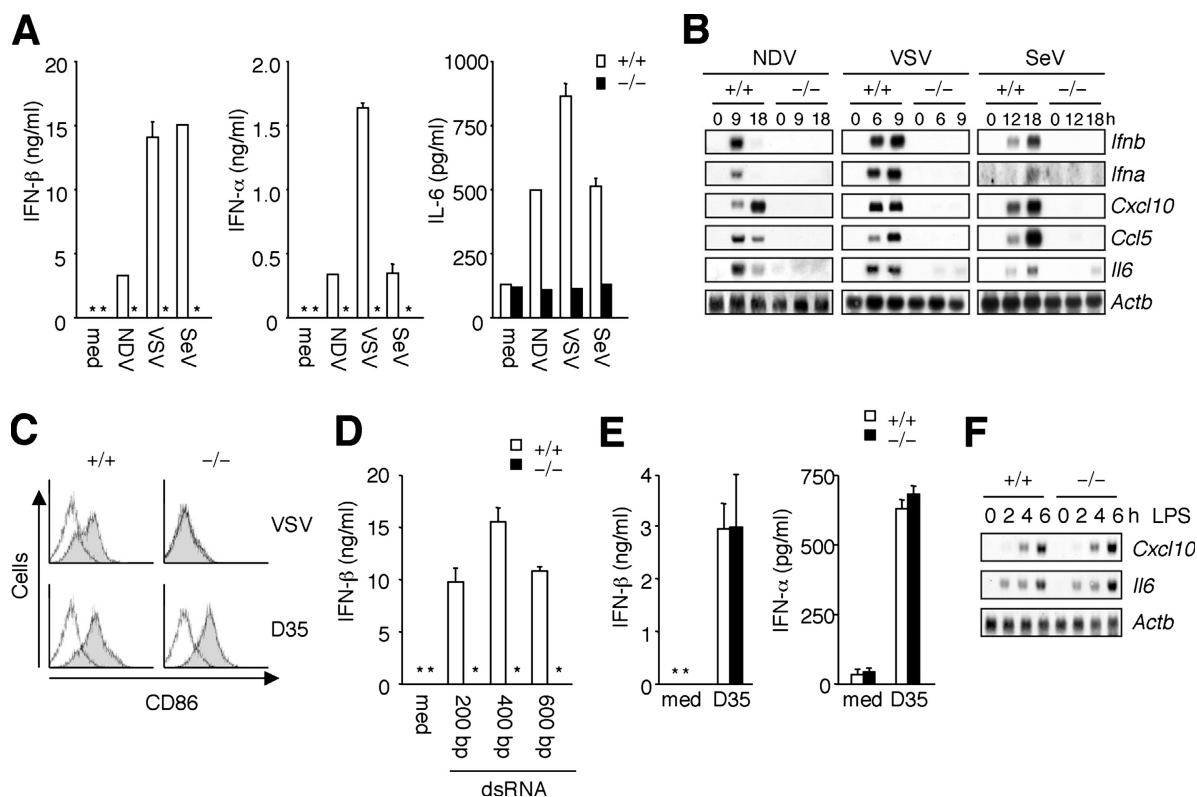 A
IFN-β (ng/ml)
20
15
10
5
0
* * * * *
med
NDV
VSV
SeV
IFN-α (ng/ml)
2.0
1.5
1.0
0.5
0
* * * * *
med
NDV
VSV
SeV
IL-6 (pg/ml)
1000
750
500
250
0
med
NDV
VSV
SeV
+/+
−/−
B
NDV VSV SeV
+/+ −/− +/+ −/− +/+ −/−
0 9 18 0 9 18 0 6 9 0 6 9 0 12 18 0 12 18 h
Ifnb
Ifna
Cxcl10
Ccl5
Il6
Actb
C
+/+ −/−
VSV
D35
Cells
CD86
D
+/+
−/−
IFN-β (ng/ml)
20
15
10
5
0
* * * * *
med
200 bp
400 bp
600 bp
dsRNA
E
+/+
−/−
IFN-β (ng/ml)
4
3
2
1
0
* *
med D35
IFN-α (pg/ml)
750
500
250
0
med D35
F
+/+ −/−
0 2 4 6 0 2 4 6 h LPS
Cxcl10
Il6
Actb